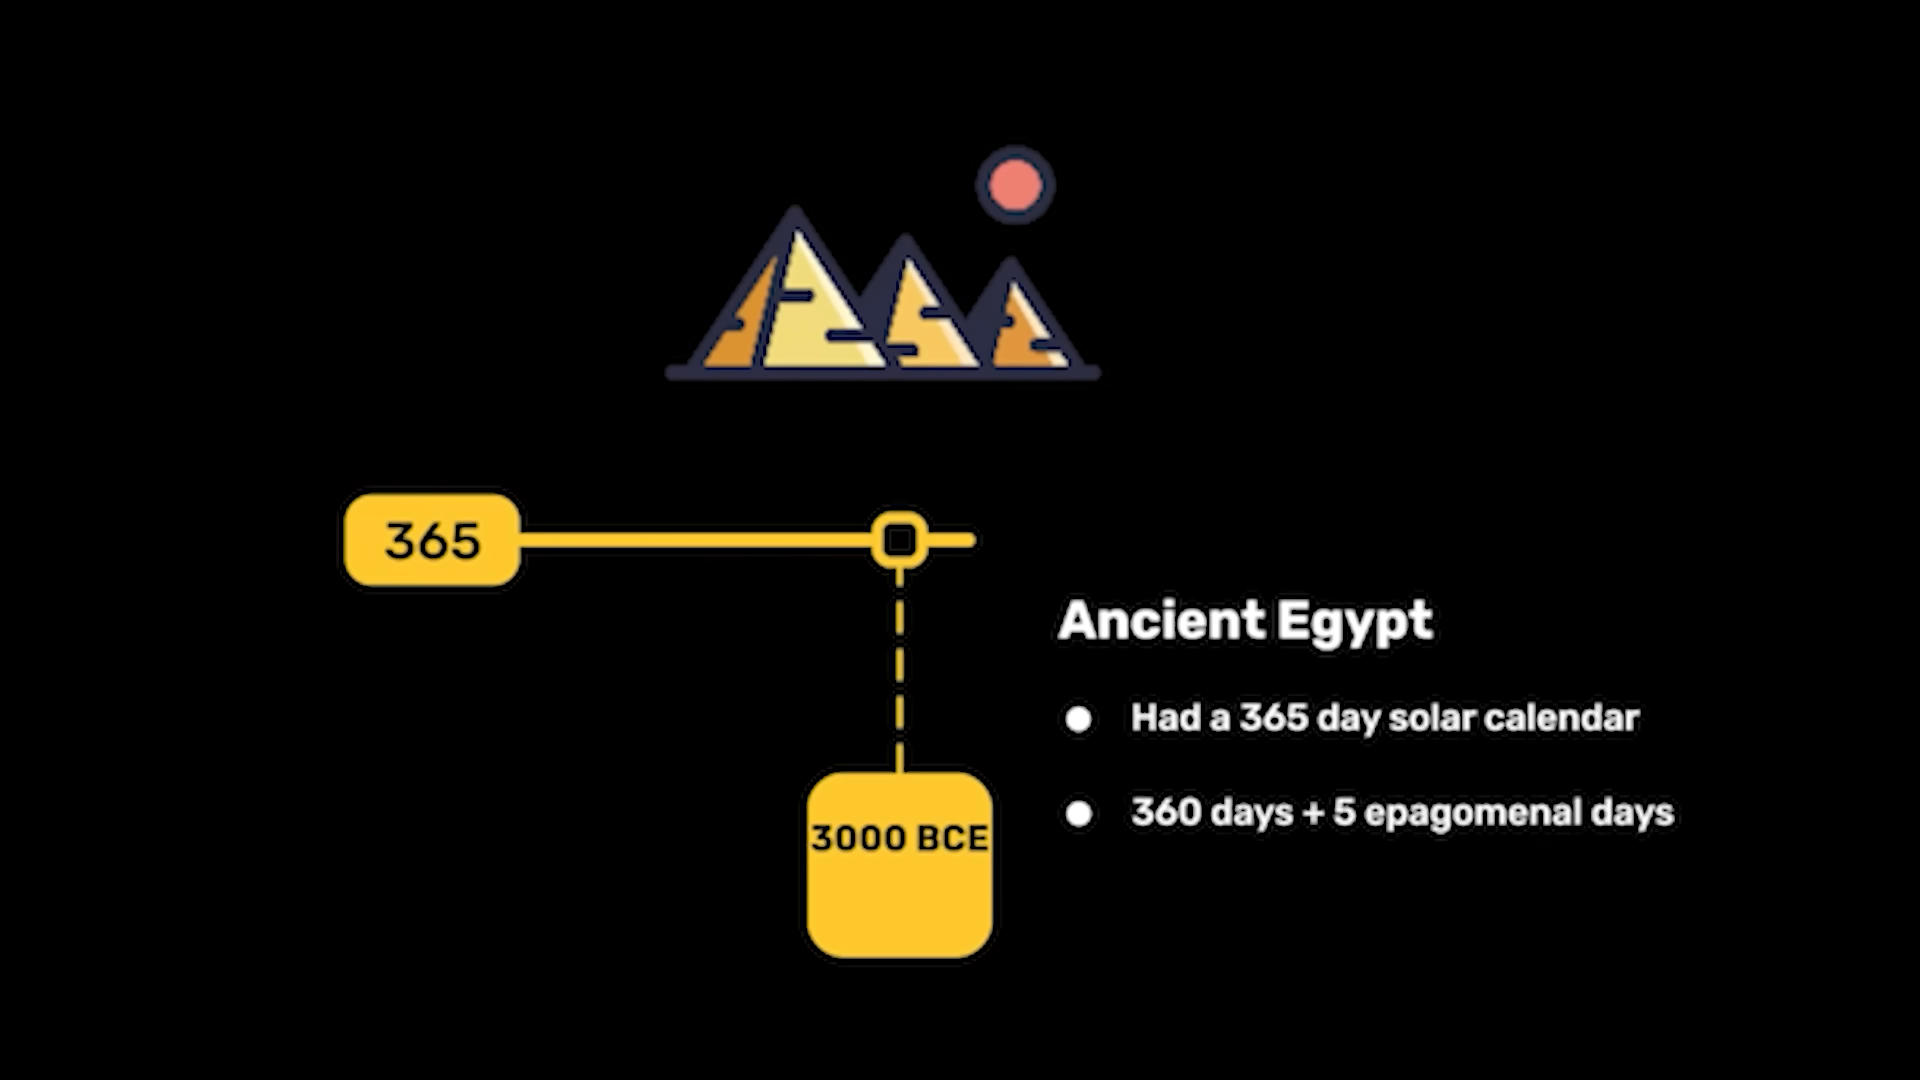 365
Ancient Egypt
Had a 365 day solar calendar
360 days + 5 epagomenal days
3000 BCE